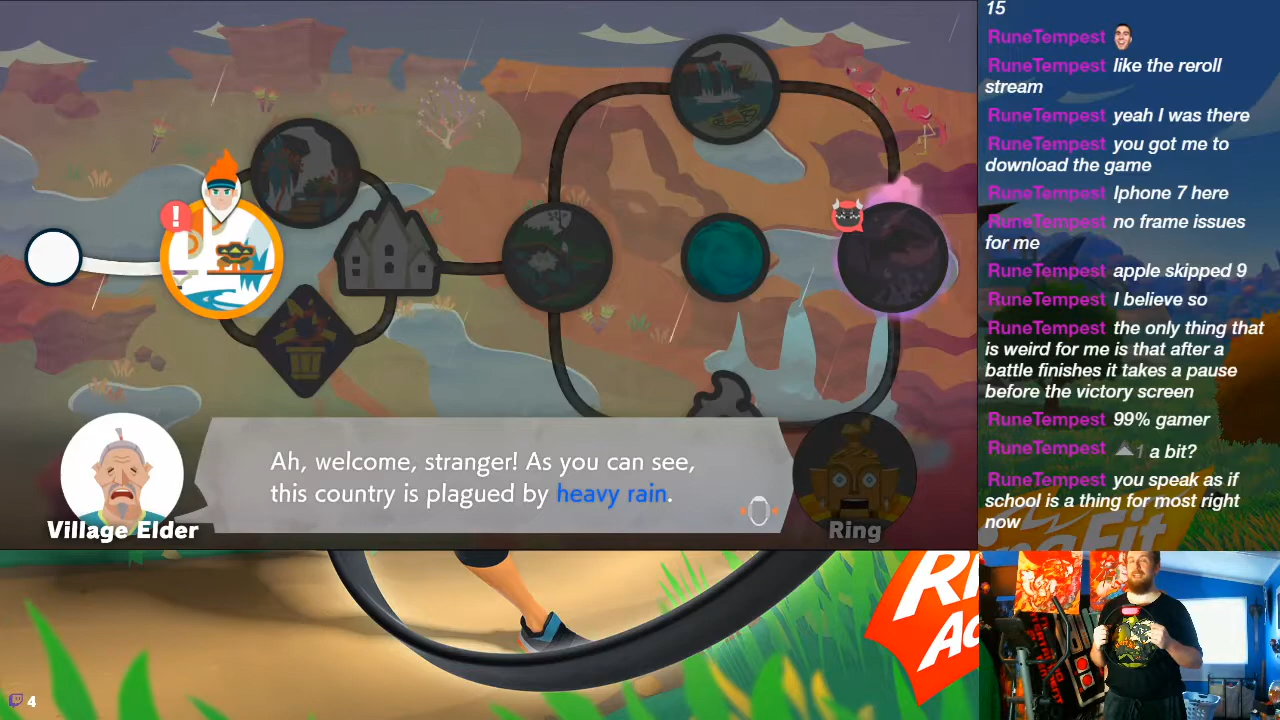 15
RuneTempest
RuneTempest like the reroll
stream
RuneTempest yeah I was there
RuneTempest you got me to
download the game
RuneTempest Iphone 7 here
RuneTempest no frame issues
for me
RuneTempest apple skipped 9
RuneTempest I believe so
RuneTempest the only thing that
is weird for me is that after a
battle finishes it takes a pause
before the victory screen
RuneTempest 99% gamer
RuneTempest 1 a bit?
RuneTempest you speak as if
school is a thing for most right
now
!
Ah, welcome, stranger! As you can see,
this country is plagued by heavy rain.
Village Elder
Ring
4